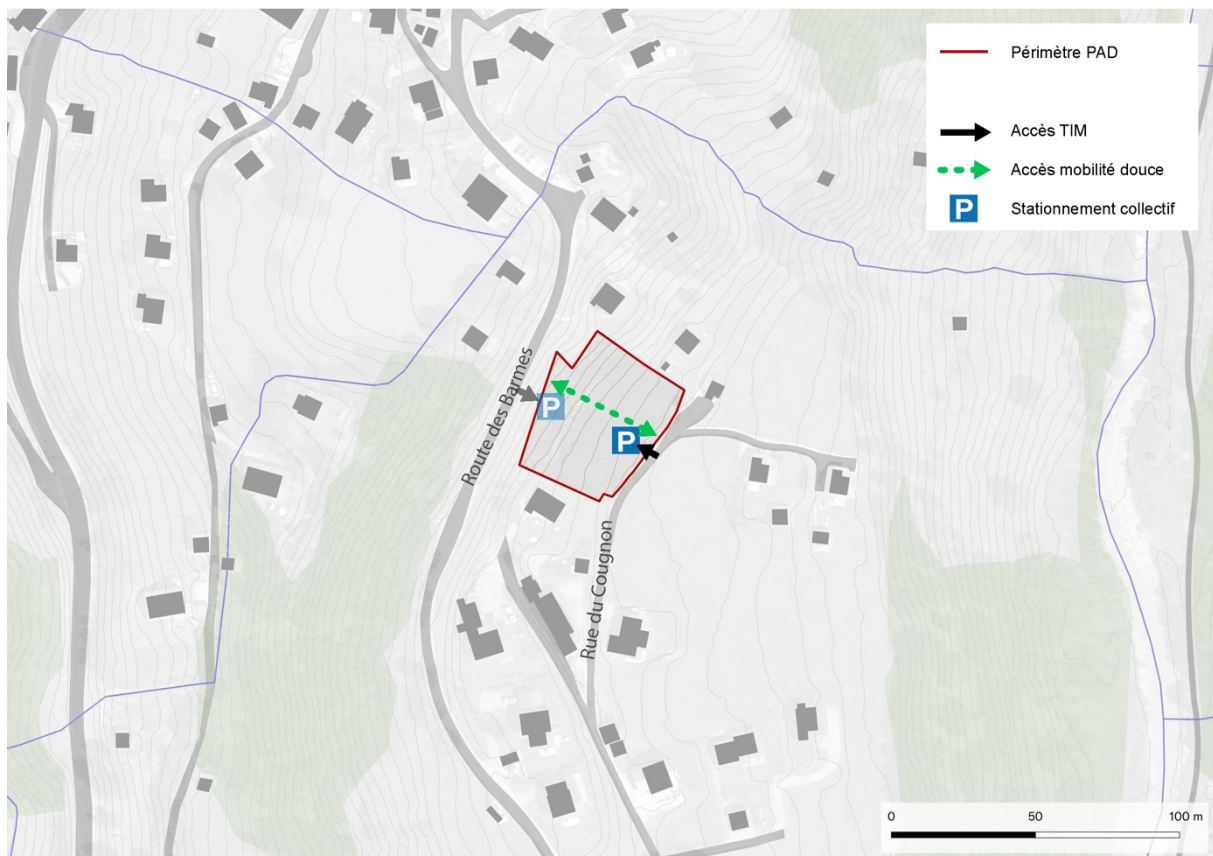 Périmètre PAD
Accès TIM
Accès mobilité douce
P Stationnement collectif
Route des Barmes
P
P
Rue du Cougnon
0 50 100 m